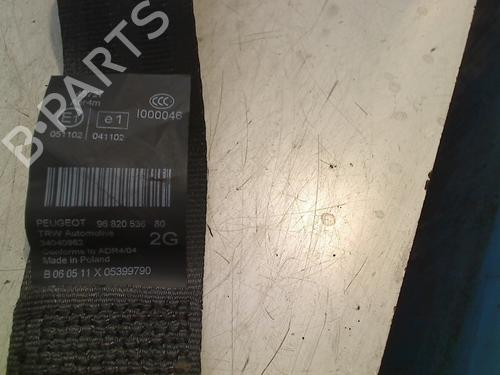 r4m
CCC
E1
e1
I000046
051102
041102
PEUGEOT 96 820 536 80
TRW Automotive
34040962
2G
Conforms to ADR4/04
Made in Poland
B 06 05 11 X 05399790
B-PARTS